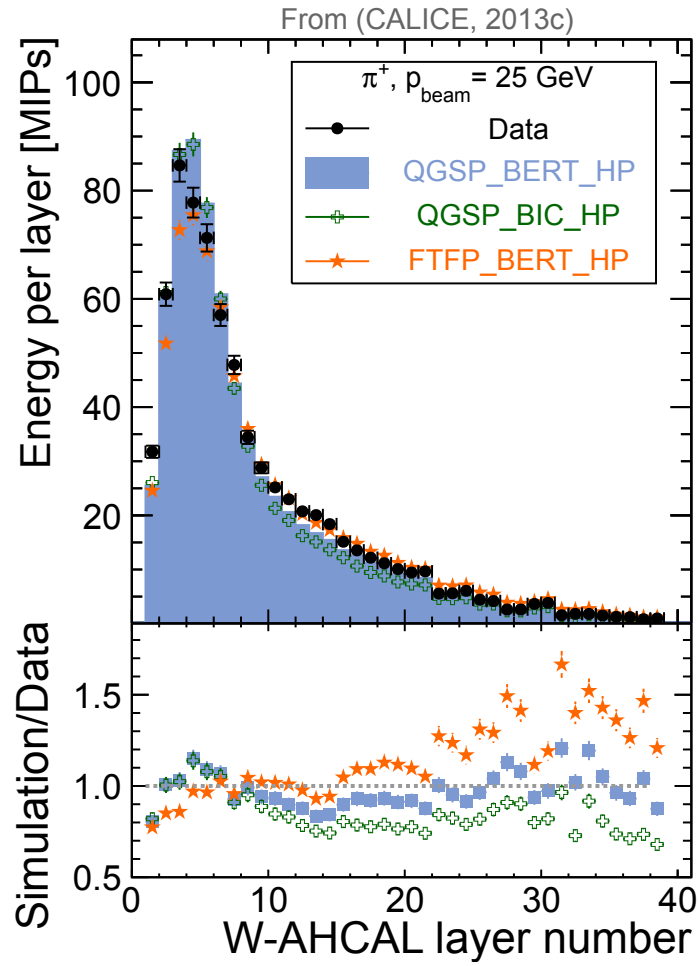 From (CALICE, 2013c)
π+, p_beam = 25 GeV
Data
QGSP_BERT_HP
QGSP_BIC_HP
FTFP_BERT_HP
Energy per layer [MIPs]
100
80
60
40
20
Simulation/Data
1.5
1.0
0.5
0 10 20 30 40
W-AHCAL layer number